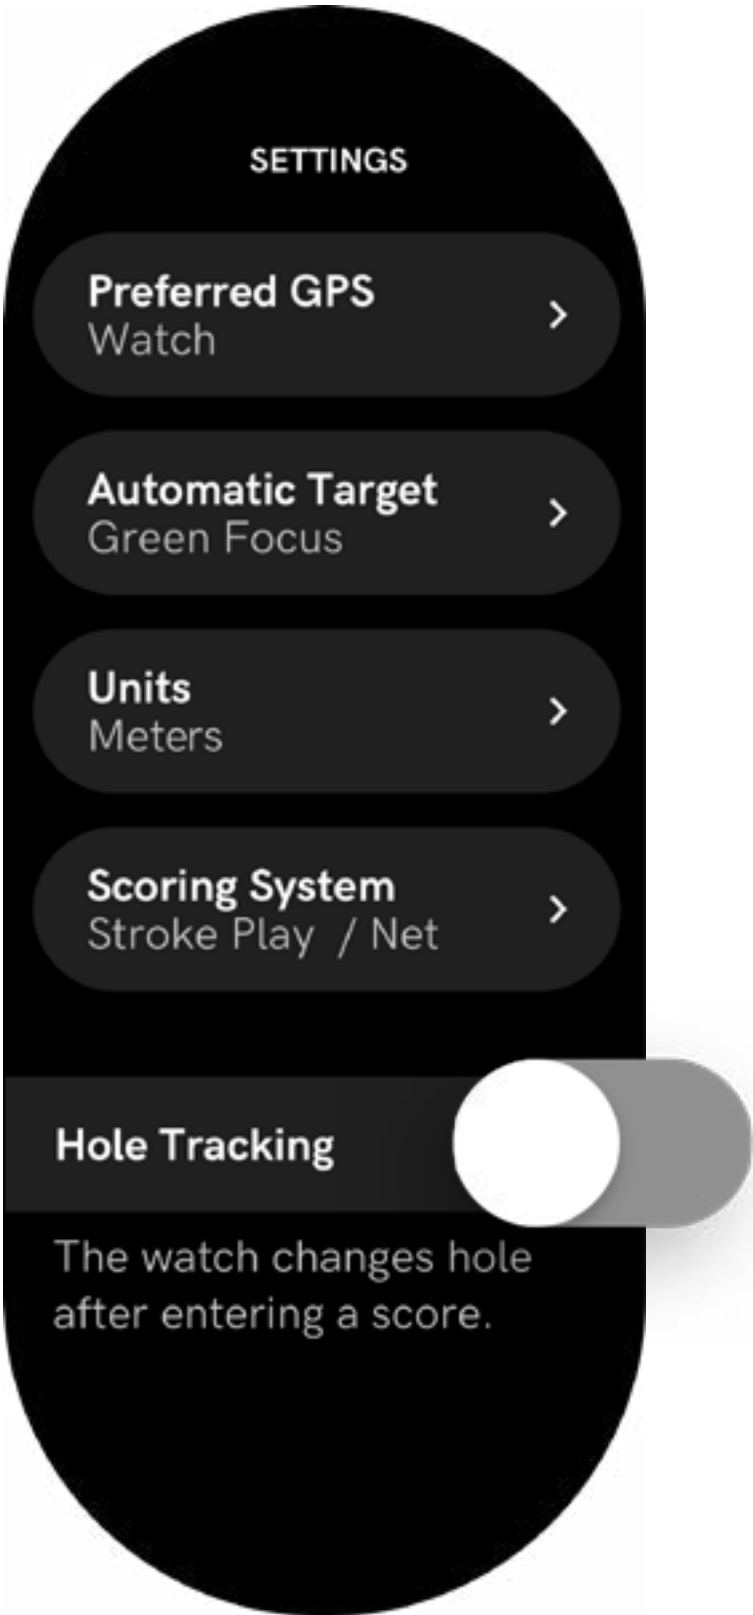 SETTINGS
Preferred GPS
Watch
Automatic Target
Green Focus
Units
Meters
Scoring System
Stroke Play / Net
Hole Tracking
The watch changes hole
after entering a score.